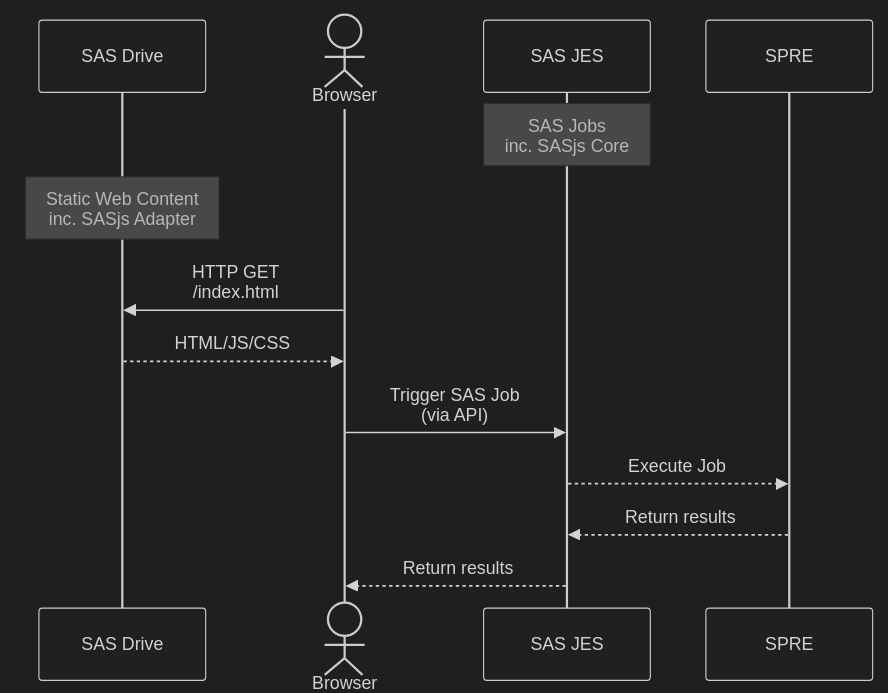 SAS Drive
Browser
SAS JES
SPRE
SAS Jobs
inc. SASjs Core
Static Web Content
inc. SASjs Adapter
HTTP GET
/index.html
HTML/JS/CSS
Trigger SAS Job
(via API)
Execute Job
Return results
Return results
SAS Drive
Browser
SAS JES
SPRE